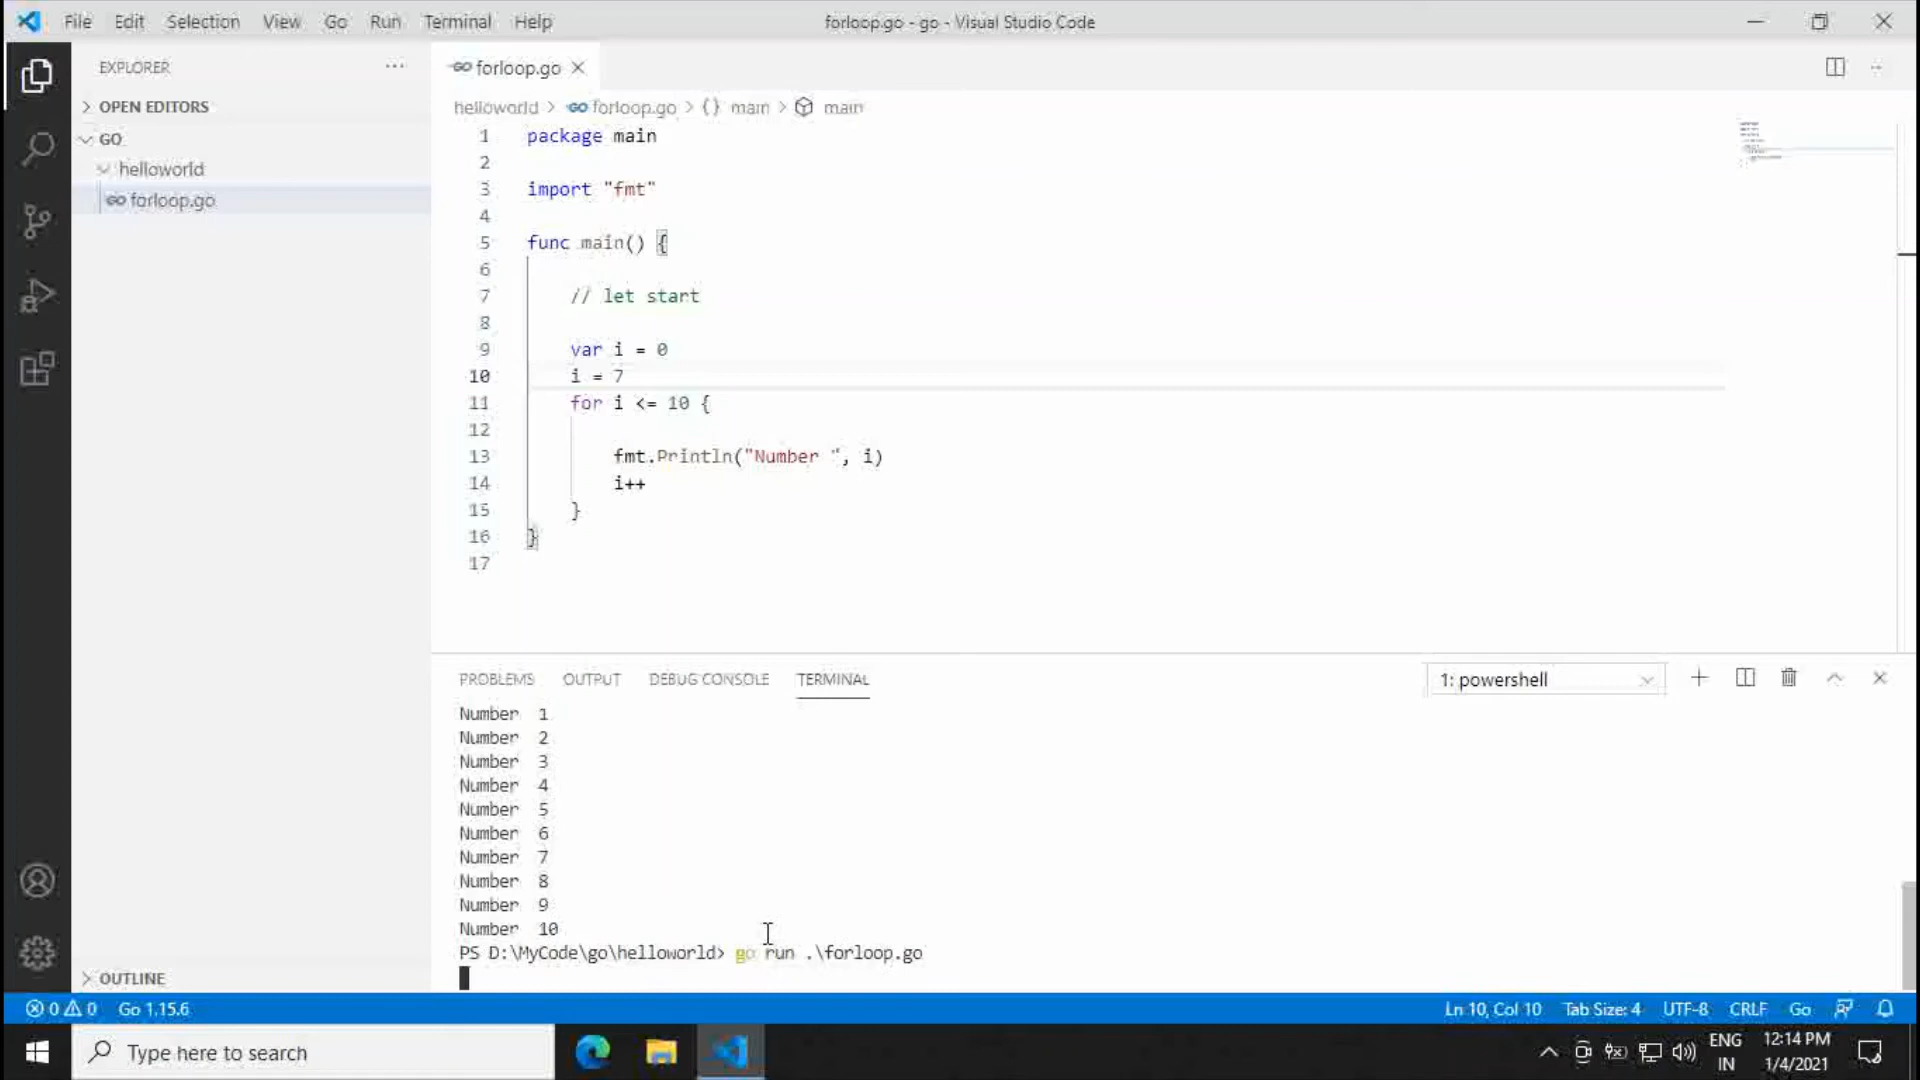 File Edit Selection View Go Run Terminal Help forloop.go - go - Visual Studio Code
EXPLORER
forloop.go
OPEN EDITORS
helloworld > forloop.go > {} main > main
GO
helloworld
forloop.go
1 package main
2
3 import "fmt"
4
5 func main() {
6
7 // let start
8
9 var i = 0
10 i = 7
11 for i <= 10 {
12
13 fmt.Println("Number ", i)
14 i++
15 }
16 }
17
PROBLEMS OUTPUT DEBUG CONSOLE TERMINAL 1: powershell
Number 1
Number 2
Number 3
Number 4
Number 5
Number 6
Number 7
Number 8
Number 9
Number 10
PS D:\MyCode\go\helloworld> go run .\forloop.go
OUTLINE
0 0 Go 1.15.6 Ln 10, Col 10 Tab Size: 4 UTF-8 CRLF Go
Type here to search
ENG
IN
12:14 PM
1/4/2021